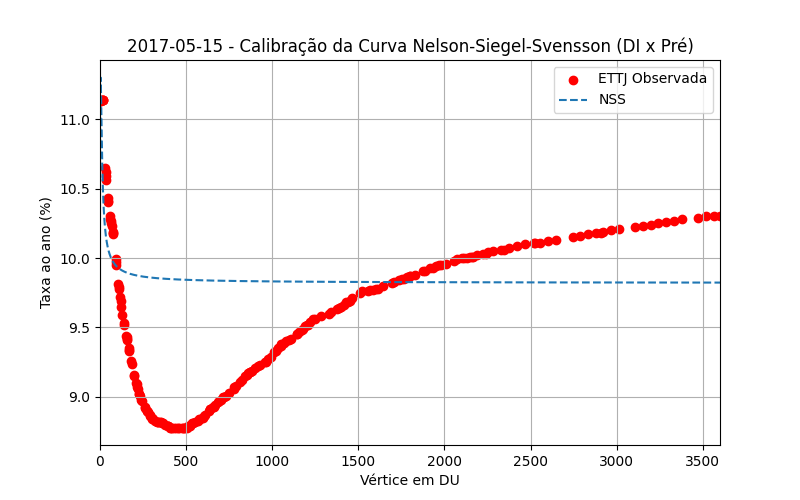 2017-05-15 - Calibração da Curva Nelson-Siegel-Svensson (DI x Pré)
ETTJ Observada
NSS
Taxa ao ano (%)
11.0
10.5
10.0
9.5
9.0
0 500 1000 1500 2000 2500 3000 3500
Vértice em DU